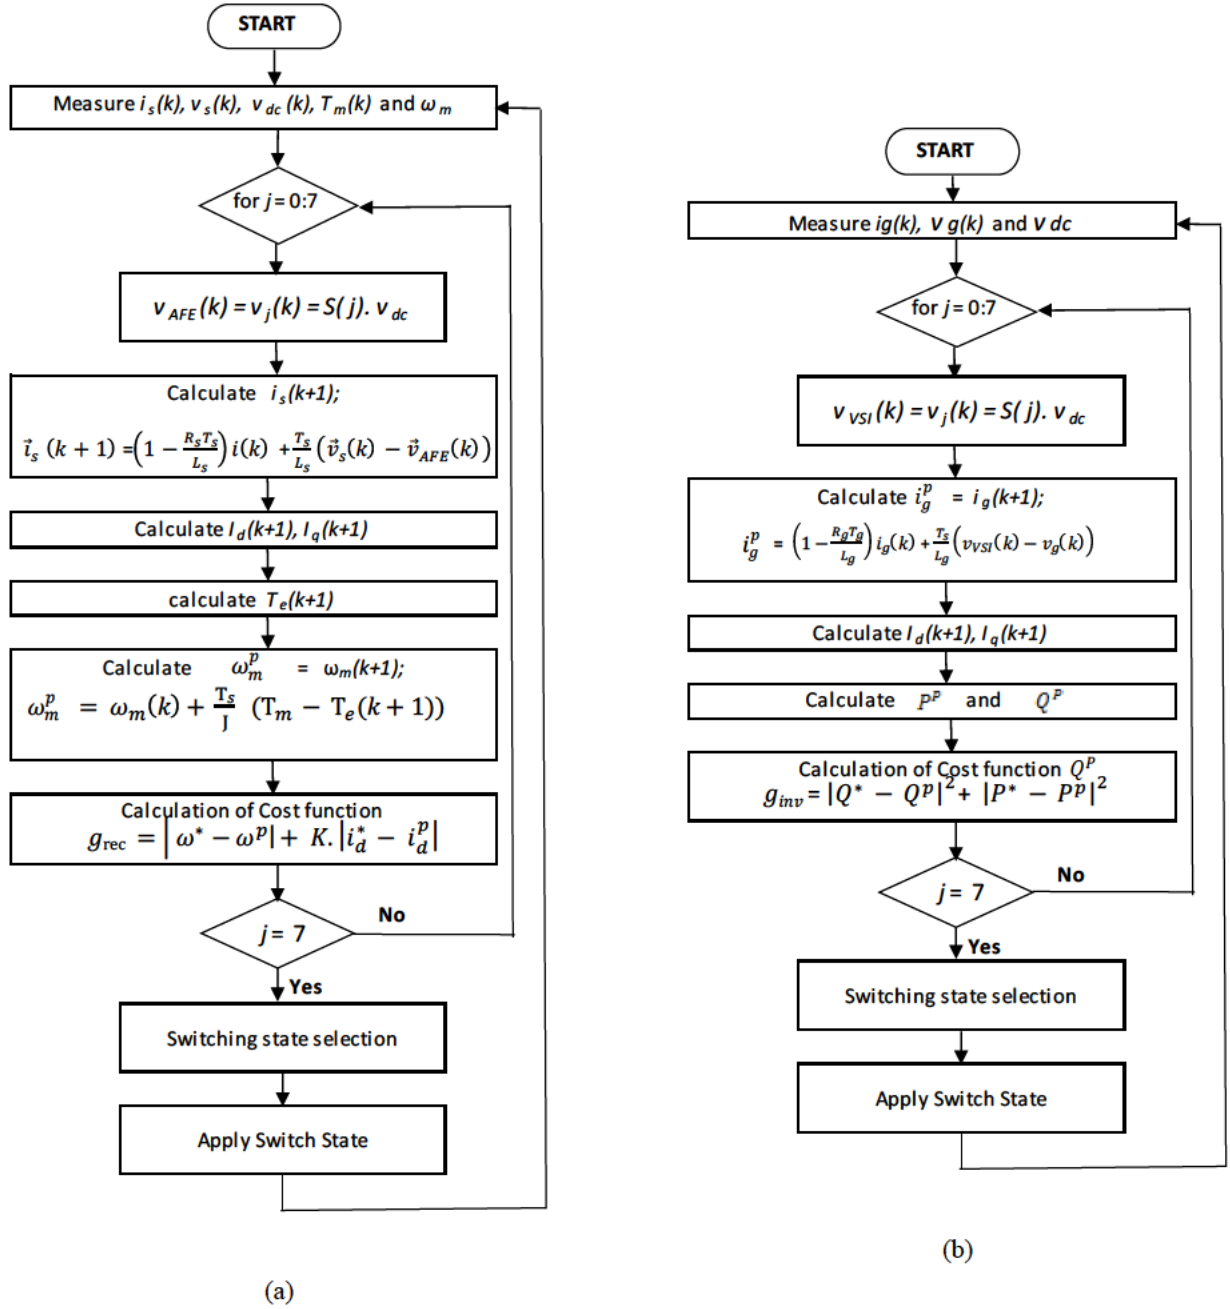 START
Measure i_s(k), v_s(k), v_dc (k), T_m(k) and ω_m
for j = 0:7
v_AFE(k) = v_j(k) = S(j). v_dc
Calculate i_s(k+1);
i⃗_s (k + 1) =(1 − R_sT_s/L_s) i(k) + T_s/L_s (v⃗_s(k) − v⃗_AFE(k))
Calculate I_d(k+1), I_q(k+1)
calculate T_e(k+1)
Calculate ω_m^p = ω_m(k+1);
ω_m^p = ω_m(k) + T_s/J (T_m − T_e(k + 1))
Calculation of Cost function
g_rec = |ω* − ω^p| + K. |i_d* − i_d^p|
j = 7
No
Yes
Switching state selection
Apply Switch State
(a)
START
Measure ig(k), v g(k) and v dc
for j = 0:7
v_VSI(k) = v_j(k) = S(j). v_dc
Calculate i_g^p = i_g(k+1);
i_g^p = (1 − R_gT_g/L_g) i_g(k) + T_s/L_g (v_VSI(k) − v_g(k))
Calculate I_d(k+1), I_q(k+1)
Calculate P^p and Q^p
Calculation of Cost function Q^p
g_inv = |Q* − Q^p|^2 + |P* − P^p|^2
j = 7
No
Yes
Switching state selection
Apply Switch State
(b)